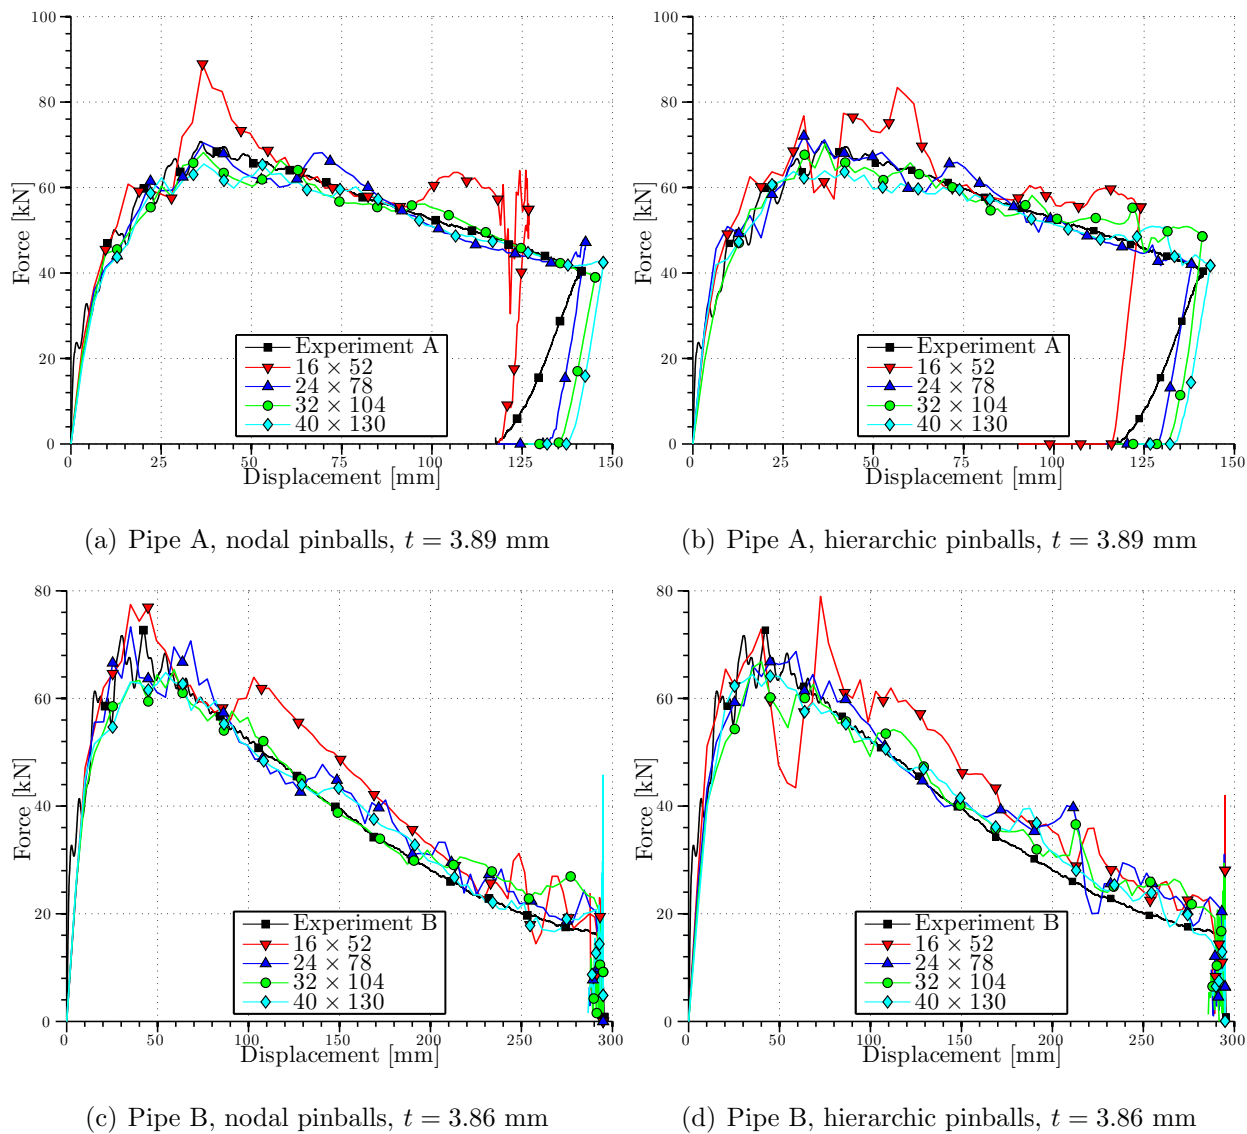 100
80
60
40
20
0
Force [kN]
0 25 50 75 100 125 150
Displacement [mm]
Experiment A
16 × 52
24 × 78
32 × 104
40 × 130
(a) Pipe A, nodal pinballs, t = 3.89 mm
100
80
60
40
20
0
Force [kN]
0 25 50 75 100 125 150
Displacement [mm]
Experiment A
16 × 52
24 × 78
32 × 104
40 × 130
(b) Pipe A, hierarchic pinballs, t = 3.89 mm
80
60
40
20
0
Force [kN]
0 50 100 150 200 250 300
Displacement [mm]
Experiment B
16 × 52
24 × 78
32 × 104
40 × 130
(c) Pipe B, nodal pinballs, t = 3.86 mm
80
60
40
20
0
Force [kN]
0 50 100 150 200 250 300
Displacement [mm]
Experiment B
16 × 52
24 × 78
32 × 104
40 × 130
(d) Pipe B, hierarchic pinballs, t = 3.86 mm